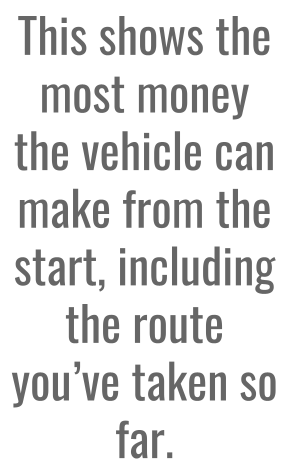 This shows the
most money
the vehicle can
make from the
start, including
the route
you’ve taken so
far.